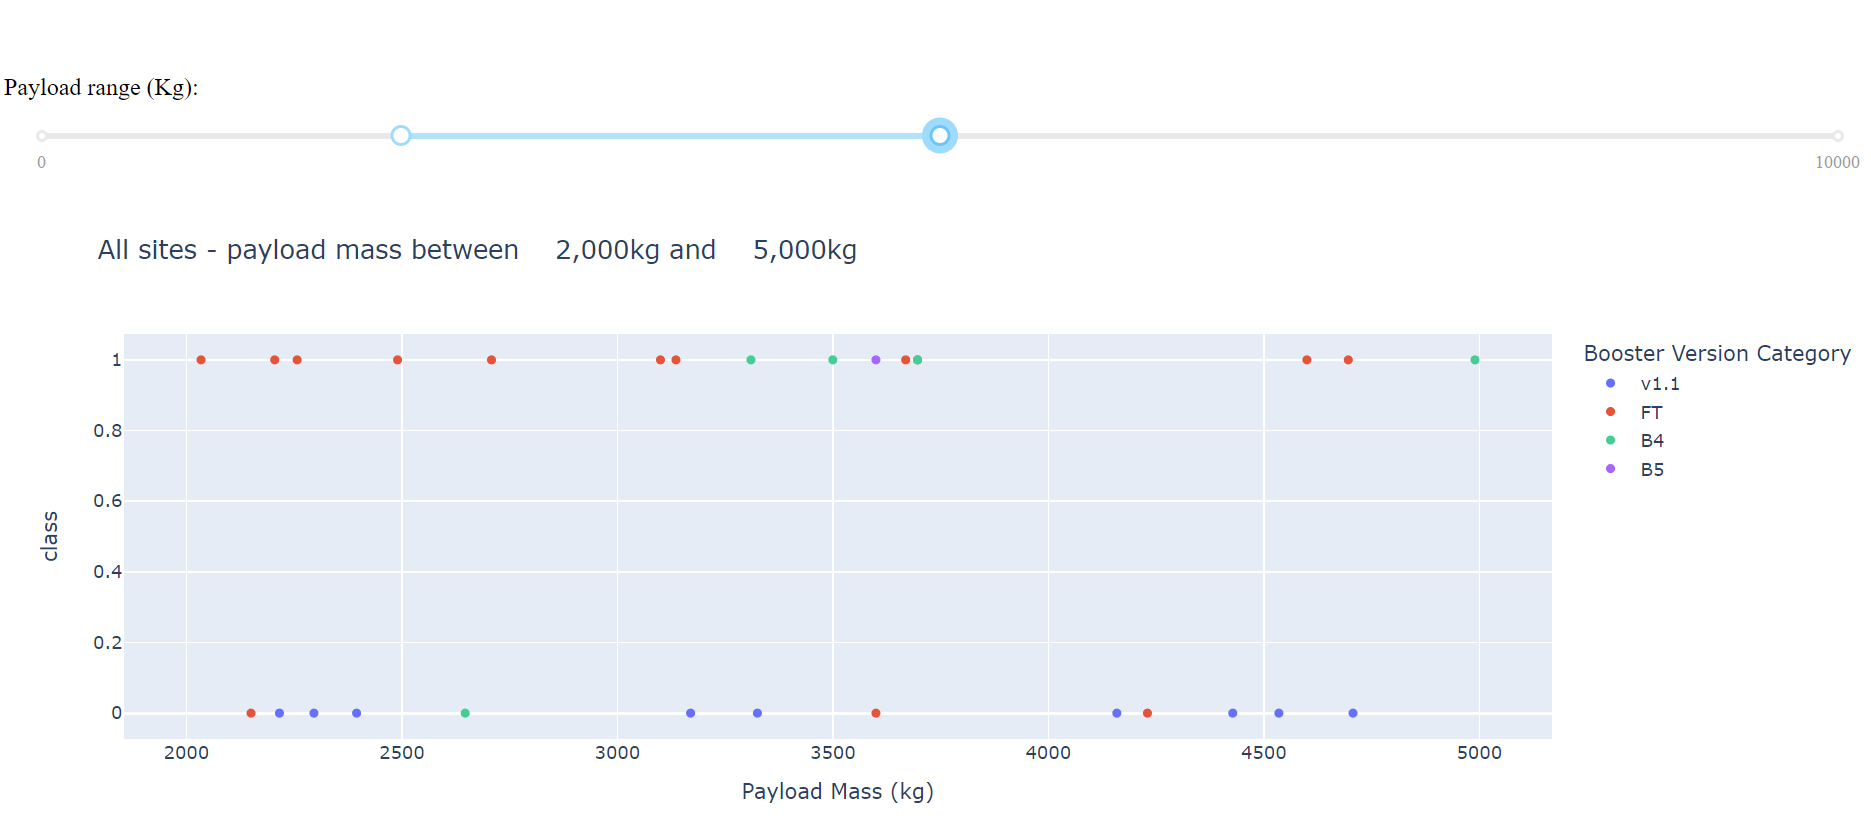 Payload range (Kg):
0
10000
All sites - payload mass between 2,000kg and 5,000kg
1
0.8
0.6
0.4
0.2
0
class
2000 2500 3000 3500 4000 4500 5000
Payload Mass (kg)
Booster Version Category
v1.1
FT
B4
B5